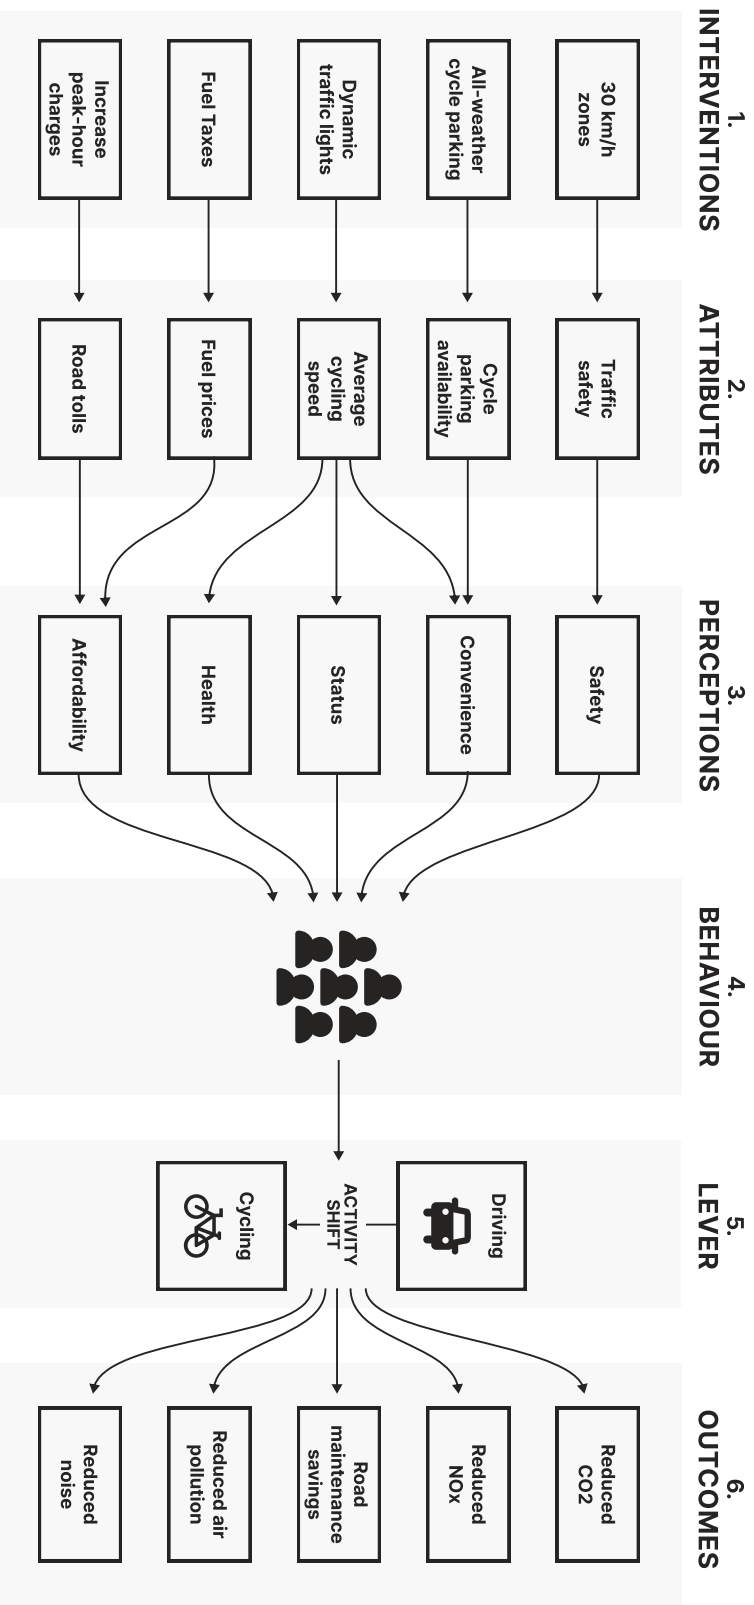 1.
INTERVENTIONS
30 km/h
zones
All-weather
cycle parking
Dynamic
traffic lights
Fuel Taxes
Increase
peak-hour
charges
2.
ATTRIBUTES
Traffic
safety
Cycle
parking
availability
Average
cycling
speed
Fuel prices
Road tolls
3.
PERCEPTIONS
Safety
Convenience
Status
Health
Affordability
4.
BEHAVIOUR
5.
LEVER
Driving
ACTIVITY
SHIFT
Cycling
6.
OUTCOMES
Reduced
CO2
Reduced
NOx
Road
maintenance
savings
Reduced air
pollution
Reduced
noise